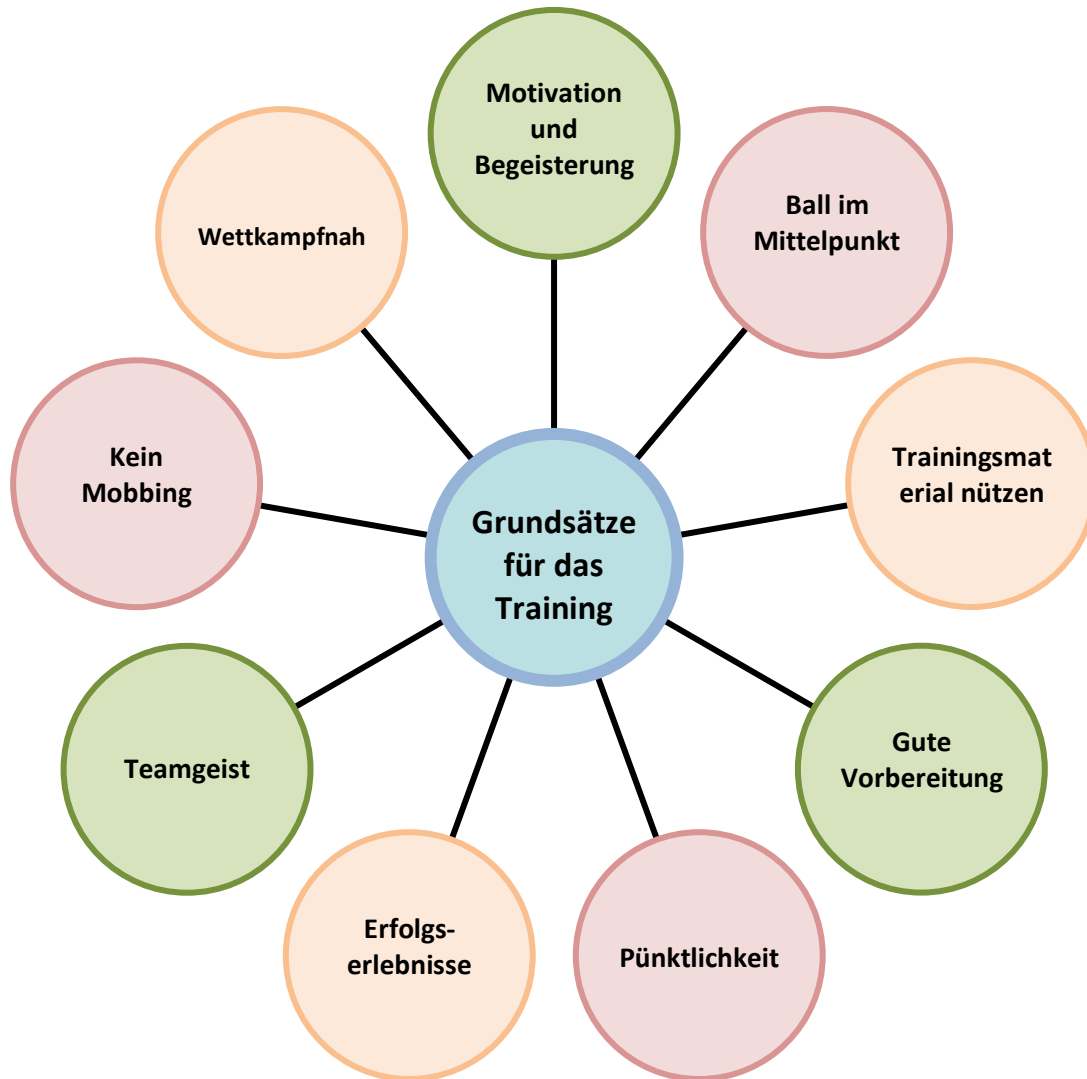 Motivation
und
Begeisterung
Ball im
Mittelpunkt
Trainingsmat
erial nützen
Gute
Vorbereitung
Pünktlichkeit
Erfolgs-
erlebnisse
Teamgeist
Kein
Mobbing
Wettkampfnah
Grundsätze
für das
Training